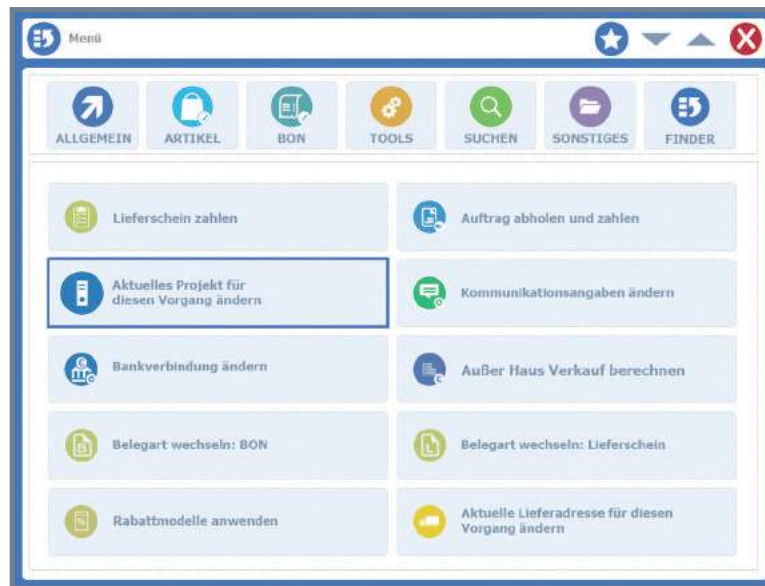 Menü
ALLGEMEIN ARTIKEL BON TOOLS SUCHEN SONSTIGES FINDER
Lieferschein zahlen
Auftrag abholen und zahlen
Aktuelles Projekt für
diesen Vorgang ändern
Kommunikationsangaben ändern
Bankverbindung ändern
Außer Haus Verkauf berechnen
Belegart wechseln: BON
Belegart wechseln: Lieferschein
Rabattmodelle anwenden
Aktuelle Lieferadresse für diesen
Vorgang ändern